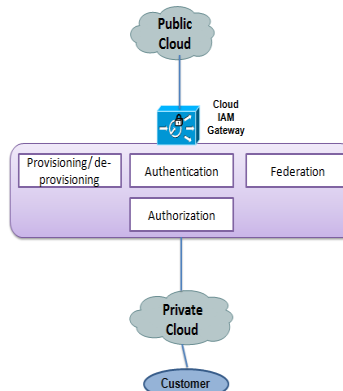 Public
Cloud
Cloud
IAM
Gateway
Provisioning/de-
provisioning
Authentication
Federation
Authorization
Private
Cloud
Customer